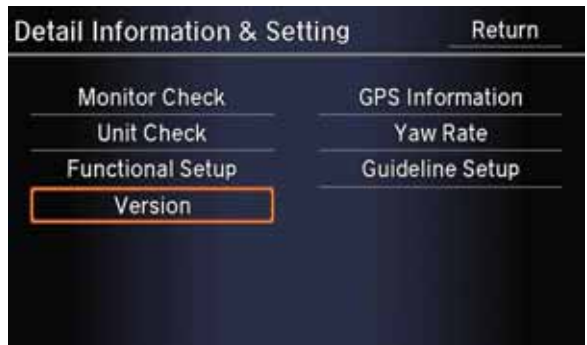 Detail Information & Setting
Return
Monitor Check
GPS Information
Unit Check
Yaw Rate
Functional Setup
Guideline Setup
Version